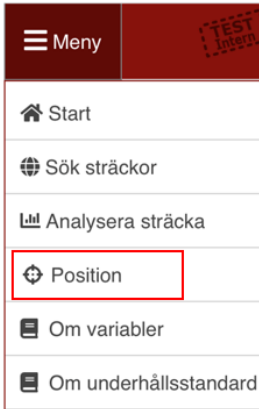 Meny
TEST
Intern
Start
Sök sträckor
Analysera sträcka
Position
Om variabler
Om underhållsstandard